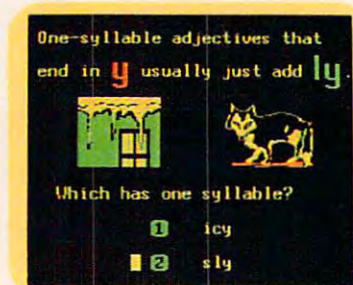 One-syllable adjectives that
end in y usually just add ly.
Which has one syllable?
1 icy
2 sly